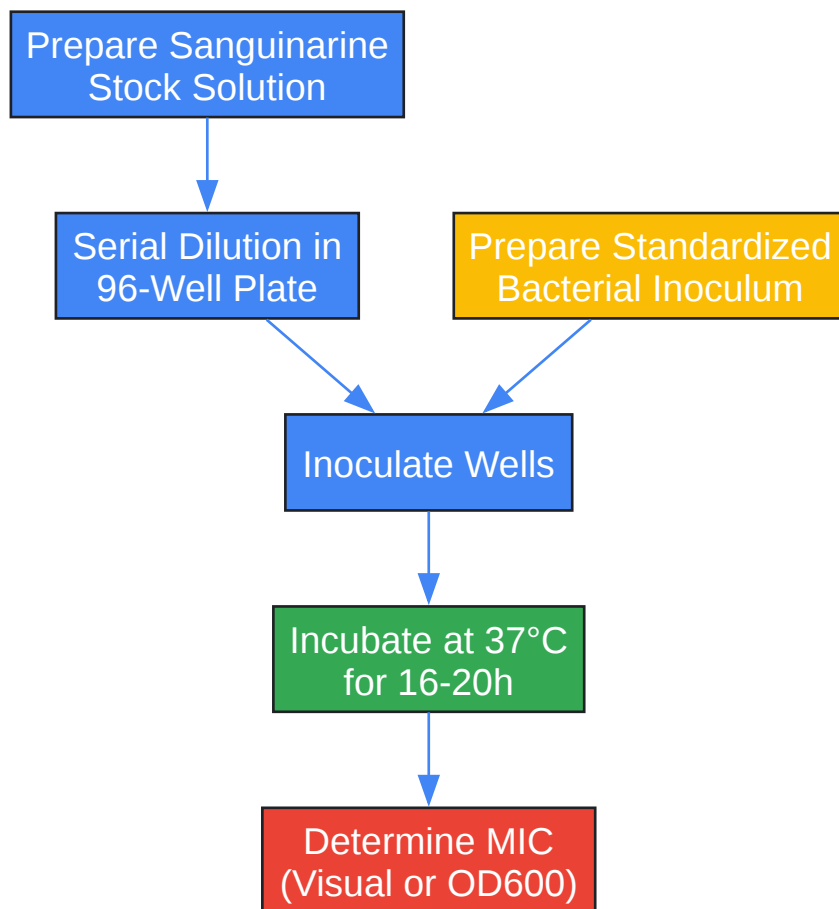 Prepare Sanguinarine
Stock Solution
Serial Dilution in
96-Well Plate
Prepare Standardized
Bacterial Inoculum
Inoculate Wells
Incubate at 37°C
for 16-20h
Determine MIC
(Visual or OD600)